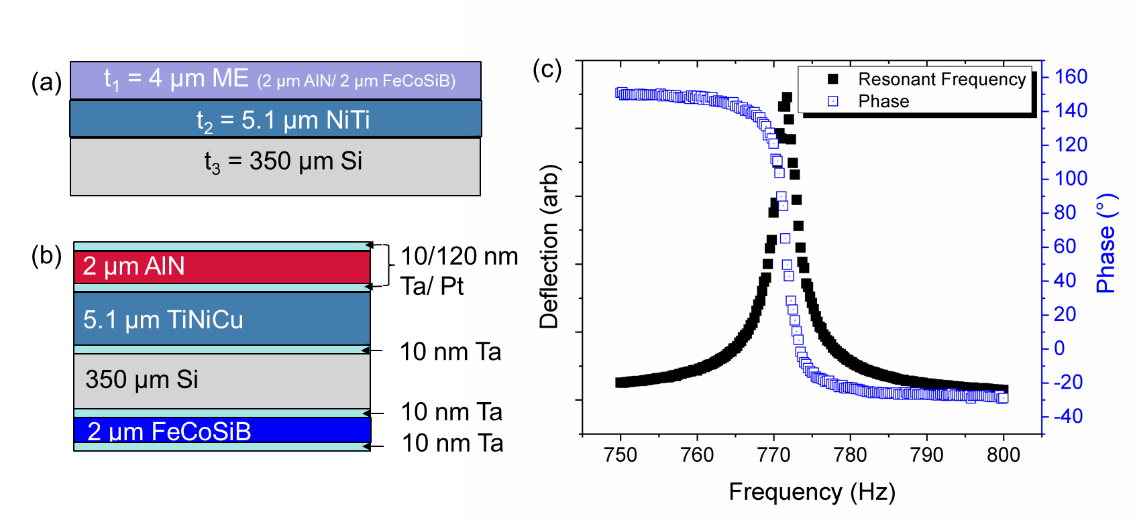 (a)
t₁ = 4 µm ME (2 µm AlN/ 2 µm FeCoSiB)
t₂ = 5.1 µm NiTi
t₃ = 350 µm Si
(b)
2 µm AlN
10/120 nm
Ta/ Pt
5.1 µm TiNiCu
10 nm Ta
350 µm Si
10 nm Ta
2 µm FeCoSiB
10 nm Ta
(c)
Resonant Frequency
Phase
Deflection (arb)
160
140
120
100
80
60
40
20
0
-20
-40
Phase (°)
750 760 770 780 790 800
Frequency (Hz)